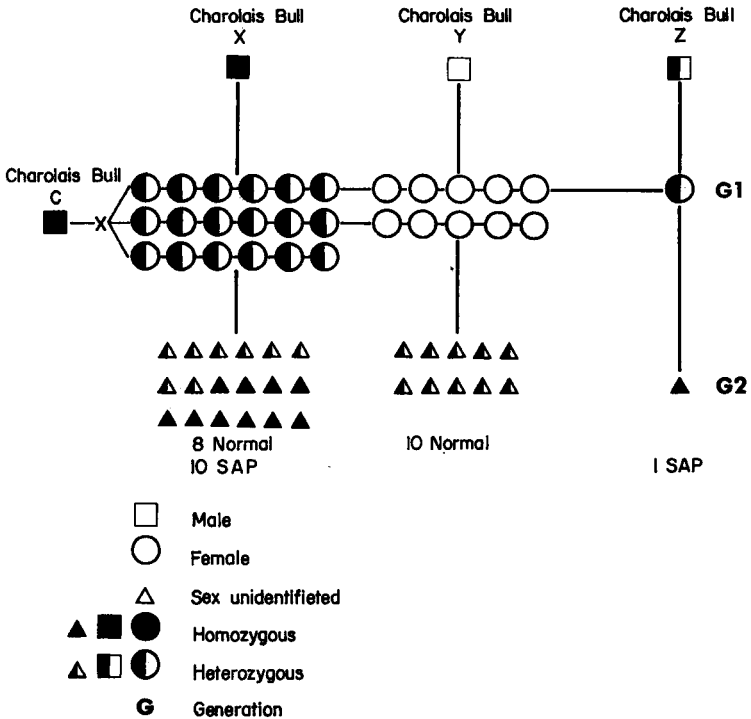 Charolais Bull
X
Charolais Bull
Y
Charolais Bull
Z
Charolais Bull
C
X
G1
G2
8 Normal
10 SAP
10 Normal
1 SAP
Male
Female
Sex unidentifieted
Homozygous
Heterozygous
G Generation